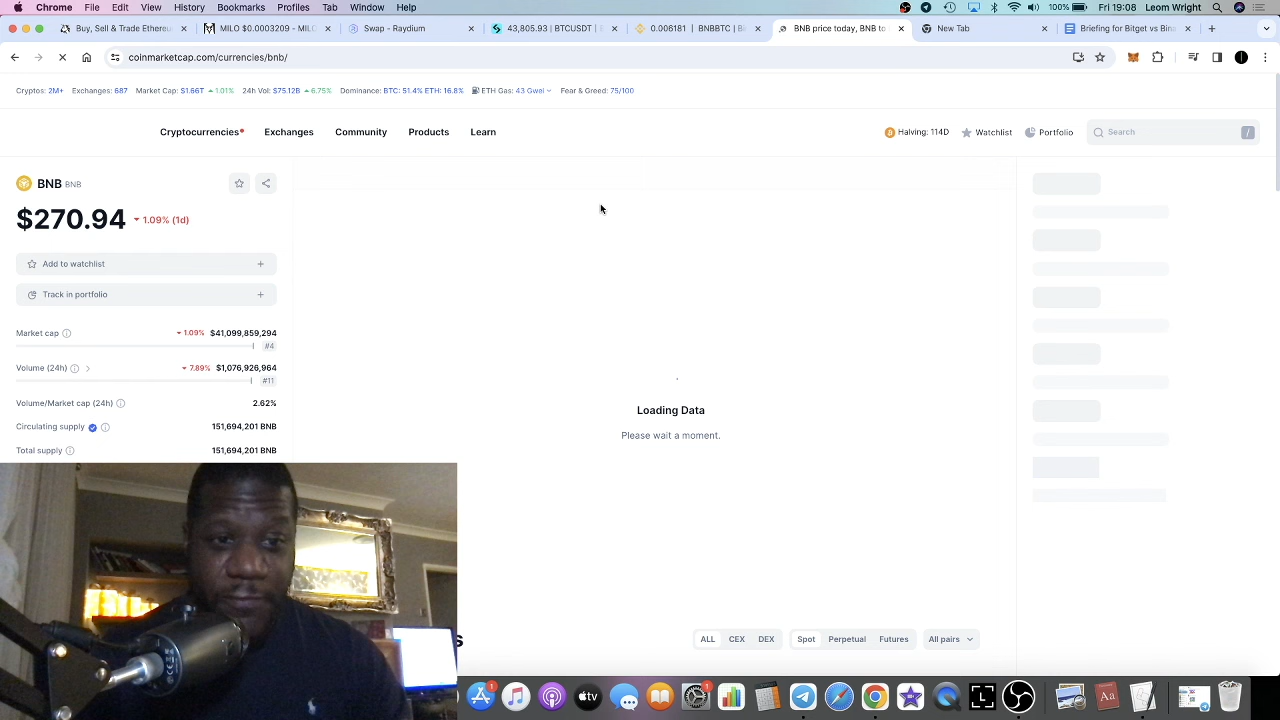 Chrome File Edit View History Bookmarks Profiles Tab Window Help 100% Fri 19:08 Leom Wright
Buy, Sell & Trade Ethereu MILO $0.0003209 - MILO Swap - Raydium 43,805.93 | BTCUSDT | 0.006181 | BNBBTC | Bi BNB price today, BNB to New Tab Briefing for Bitget vs Bina
coinmarketcap.com/currencies/bnb/
Cryptos: 2M+ Exchanges: 687 Market Cap: $1.66T 1.01% 24h Vol: $75.12B 6.75% Dominance: BTC: 51.4% ETH: 16.8% ETH Gas: 43 Gwei Fear & Greed: 75/100
Cryptocurrencies Exchanges Community Products Learn Halving: 114D Watchlist Portfolio Search /
BNB BNB
$270.94 1.09% (1d)
Add to watchlist +
Track in portfolio +
Market cap 1.09% $41,099,859,294
#4
Volume (24h) 7.89% $1,076,926,964
#11
Volume/Market cap (24h) 2.62%
Circulating supply 151,694,201 BNB
Total supply 151,694,201 BNB
Loading Data
Please wait a moment.
s ALL CEX DEX Spot Perpetual Futures All pairs